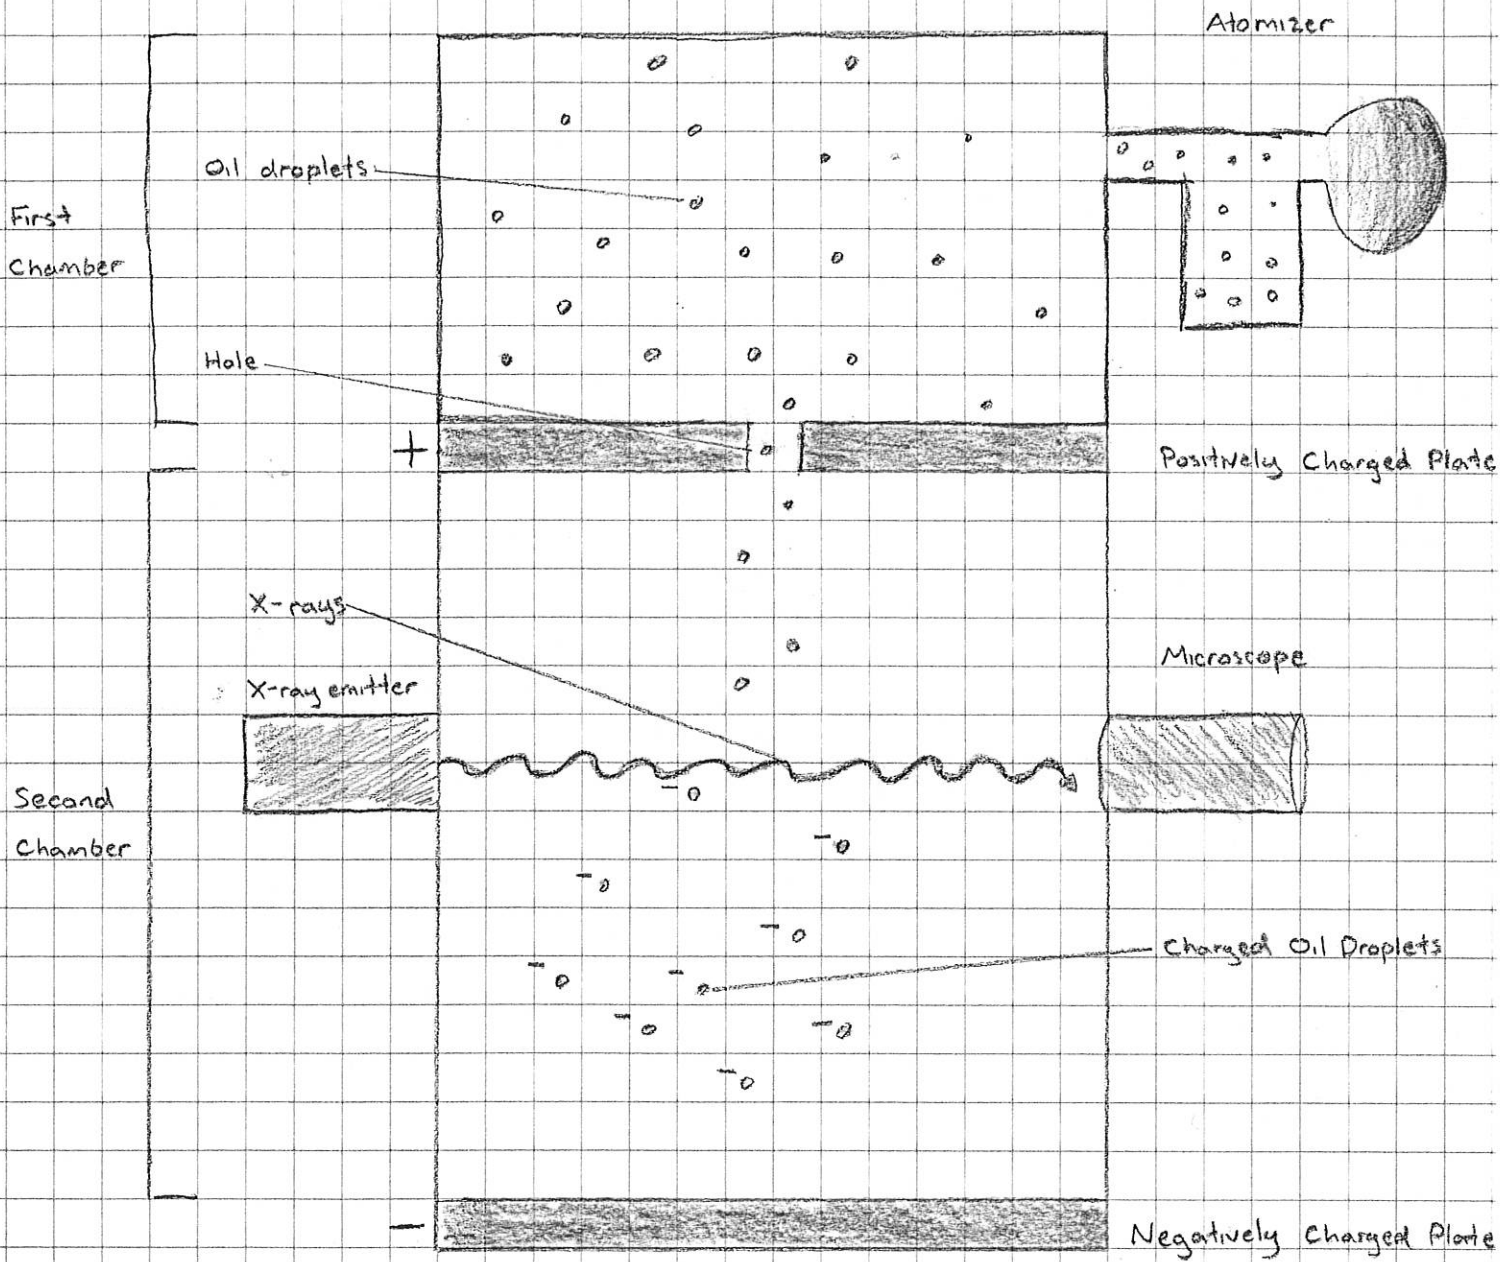 Atomizer
Oil droplets
First
Chamber
Hole
+
Positively Charged Plate
X-rays
X-ray emitter
Microscope
Second
Chamber
Charged Oil Droplets
-
Negatively Charged Plate